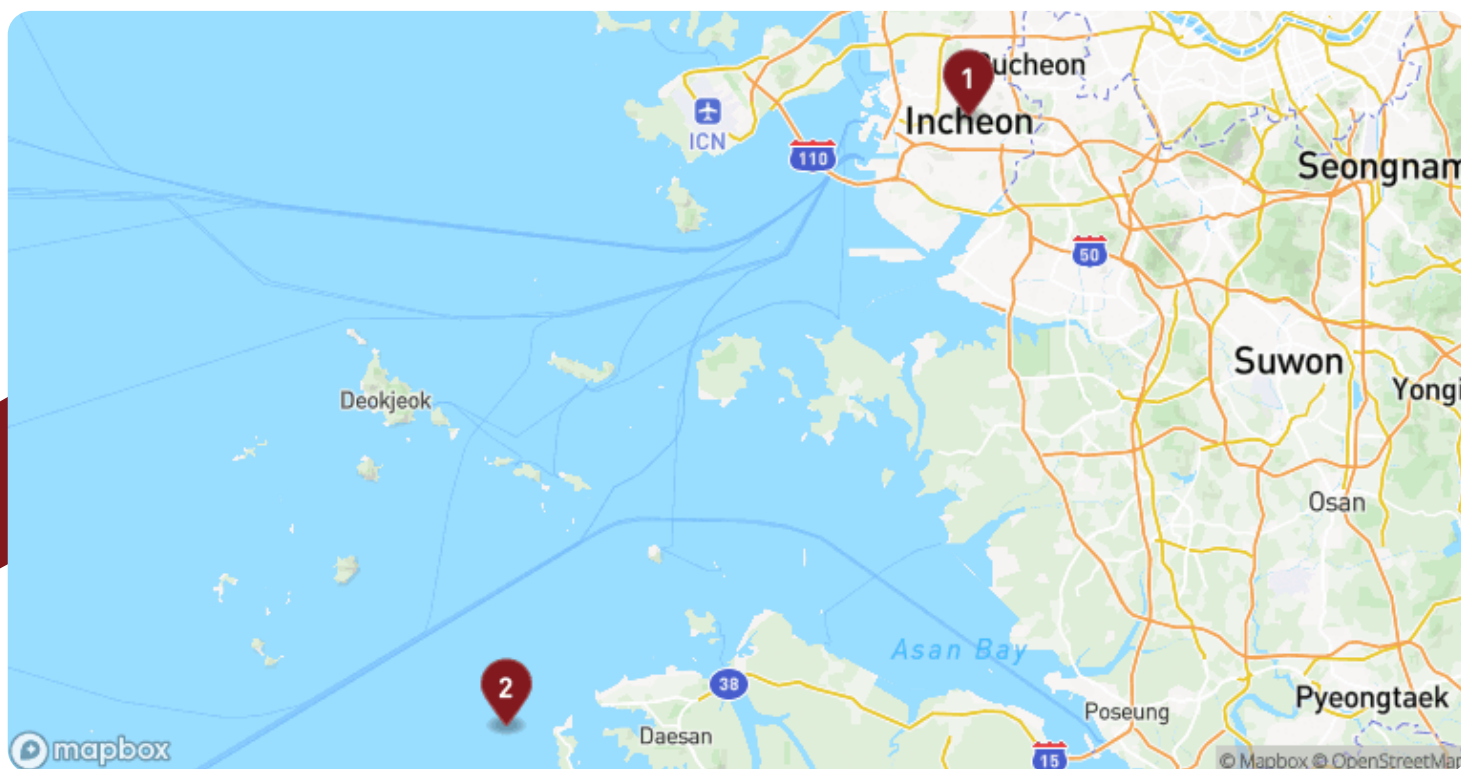 1
Bucheon
Incheon
ICN
110
Seongnam
50
Suwon
Deokjeok
Yongi
Osan
Asan Bay
2
38
Daesan
Poseung
Pyeongtaek
15
mapbox
© Mapbox © OpenStreetMap